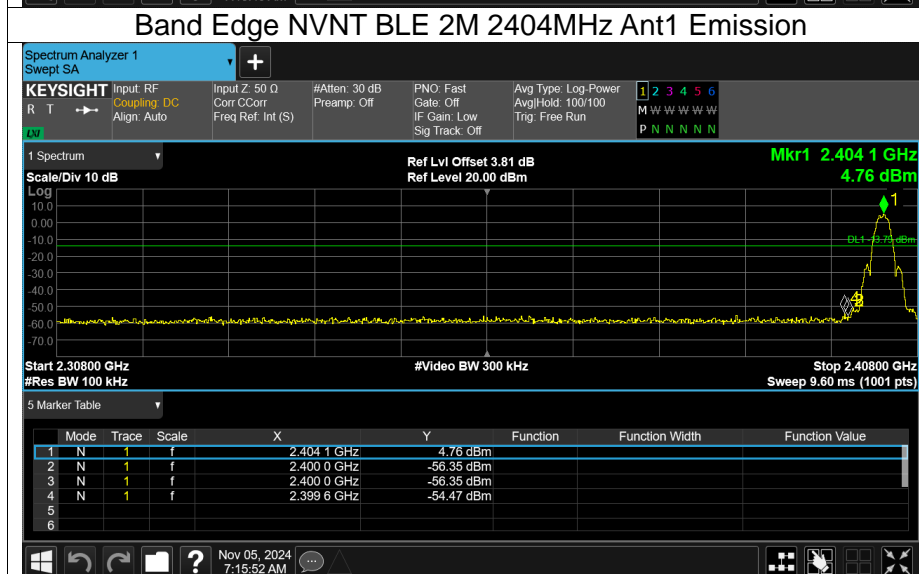 Band Edge NVNT BLE 2M 2404MHz Ant1 Emission
Spectrum Analyzer 1
Swept SA
+
KEYSIGHT Input: RF Input Z: 50 Ω #Atten: 30 dB PNO: Fast Avg Type: Log-Power 1 2 3 4 5 6
R T Coupling: DC Corr CCorr Preamp: Off Gate: Off Avg|Hold: 100/100 M W W W W W
Align: Auto Freq Ref: Int (S) IF Gain: Low Trig: Free Run
LXI Sig Track: Off P N N N N N
1 Spectrum Ref Lvl Offset 3.81 dB Mkr1 2.404 1 GHz
Scale/Div 10 dB Ref Level 20.00 dBm 4.76 dBm
Log
10.0
0.00
-10.0
-20.0
-30.0
-40.0
-50.0
-60.0
-70.0
1
DL1 -13.79 dBm
Start 2.30800 GHz #Video BW 300 kHz Stop 2.40800 GHz
#Res BW 100 kHz Sweep 9.60 ms (1001 pts)
5 Marker Table
Mode Trace Scale X Y Function Function Width Function Value
1 N 1 f 2.404 1 GHz 4.76 dBm
2 N 1 f 2.400 0 GHz -56.35 dBm
3 N 1 f 2.400 0 GHz -56.35 dBm
4 N 1 f 2.399 6 GHz -54.47 dBm
5
6
? Nov 05, 2024
7:15:52 AM